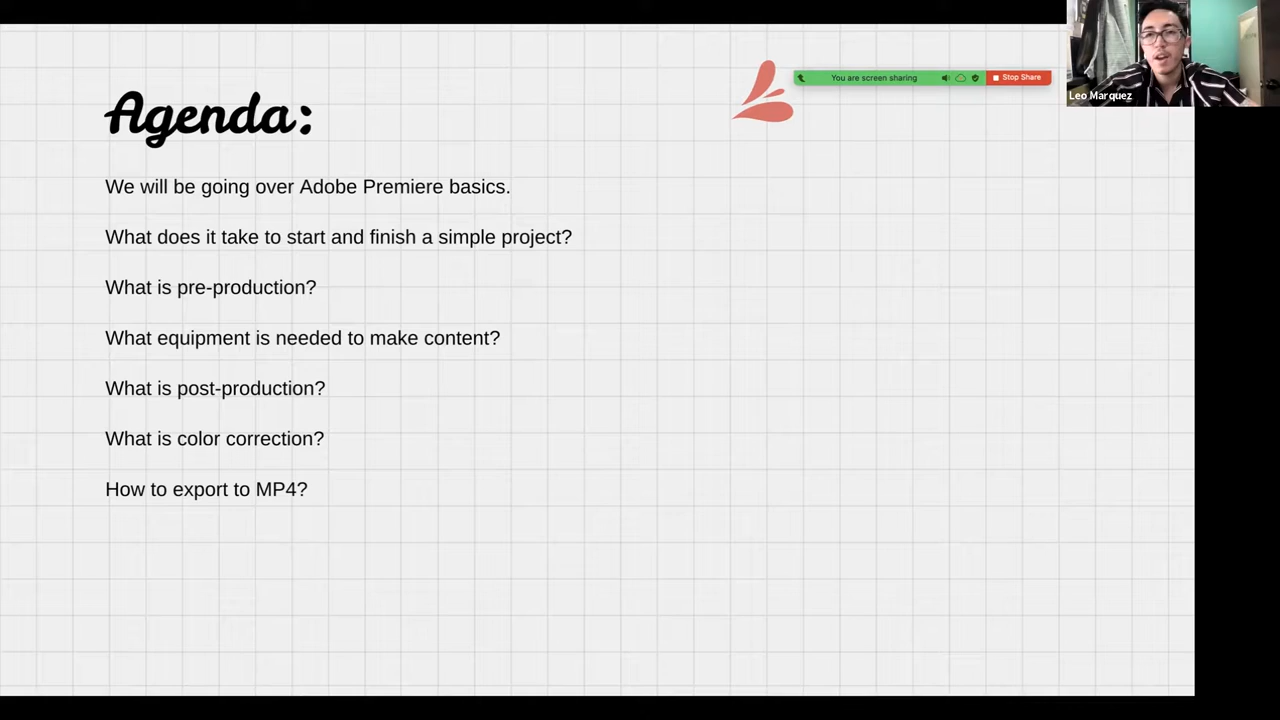 You are screen sharing
Stop Share
Leo Marquez
Agenda:
We will be going over Adobe Premiere basics.
What does it take to start and finish a simple project?
What is pre-production?
What equipment is needed to make content?
What is post-production?
What is color correction?
How to export to MP4?